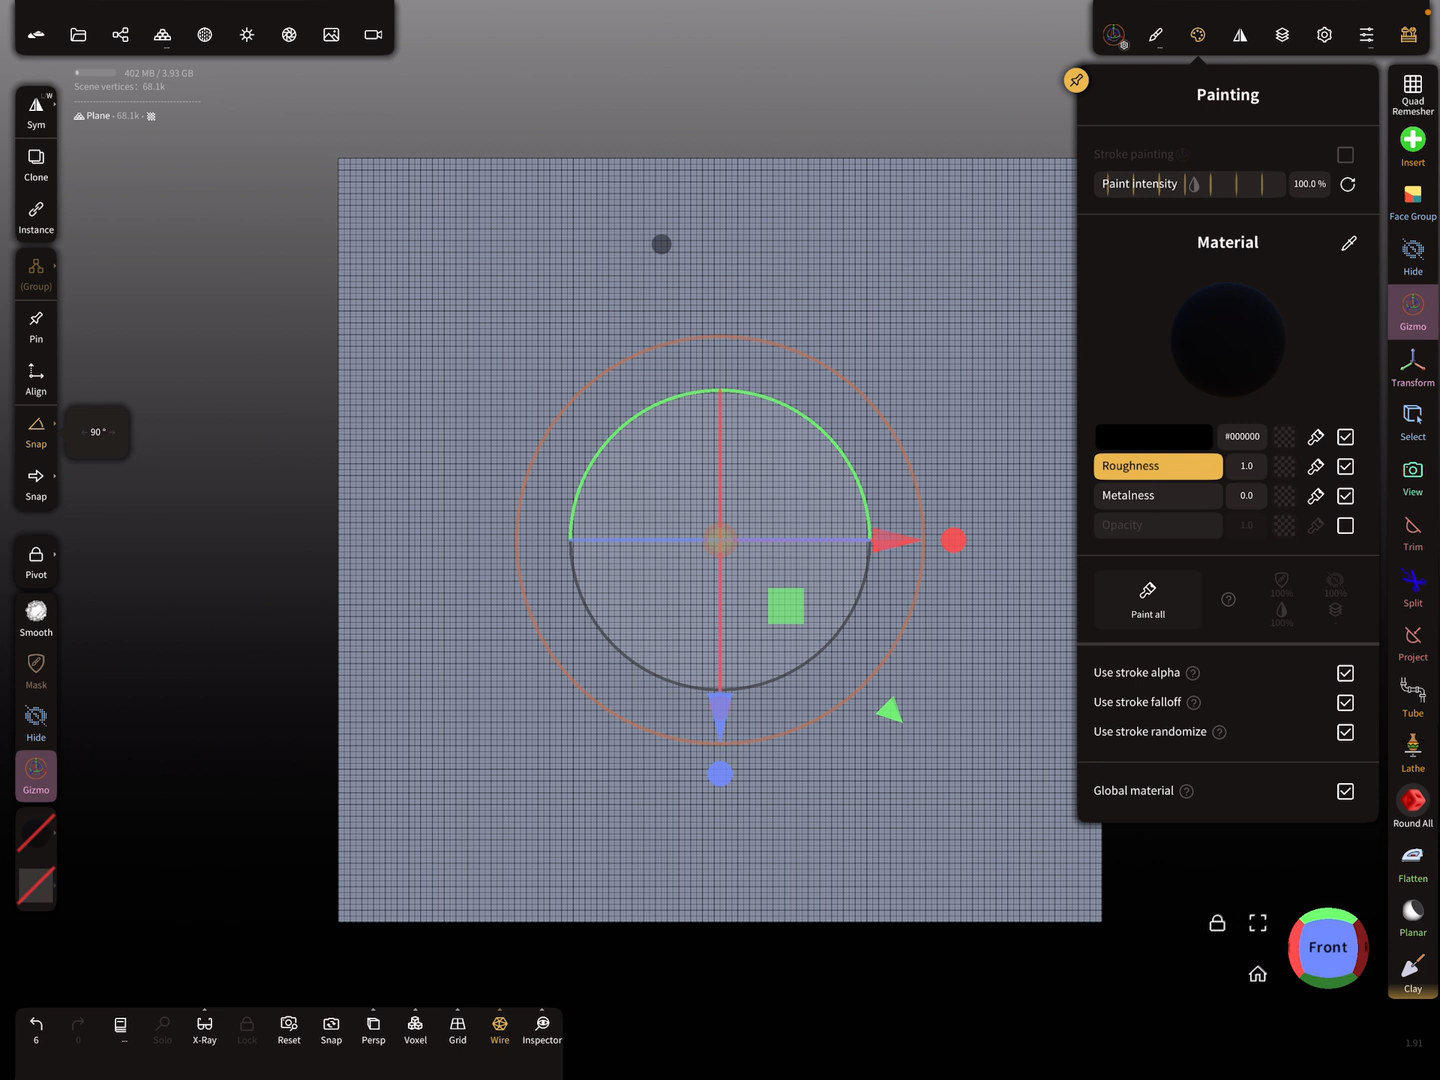 402 MB / 3.93 GB
Scene vertices: 68.1k
Plane - 68.1k -
W
Sym
Clone
Instance
(Group)
Pin
Align
Snap
90 °
Snap
Pivot
Smooth
Mask
Hide
Gizmo
Painting
Stroke painting
Paint intensity
100.0 %
Material
#000000
Roughness
1.0
Metalness
0.0
Opacity
1.0
Paint all
100%
100%
100%
-
Use stroke alpha
Use stroke falloff
Use stroke randomize
Global material
Quad
Remesher
Insert
Face Group
Hide
Gizmo
Transform
Select
View
Trim
Split
Project
Tube
Lathe
Round All
Flatten
Planar
Clay
Front
6
0
...
Solo
X-Ray
Lock
Reset
Snap
Persp
Voxel
Grid
Wire
Inspector
1.91